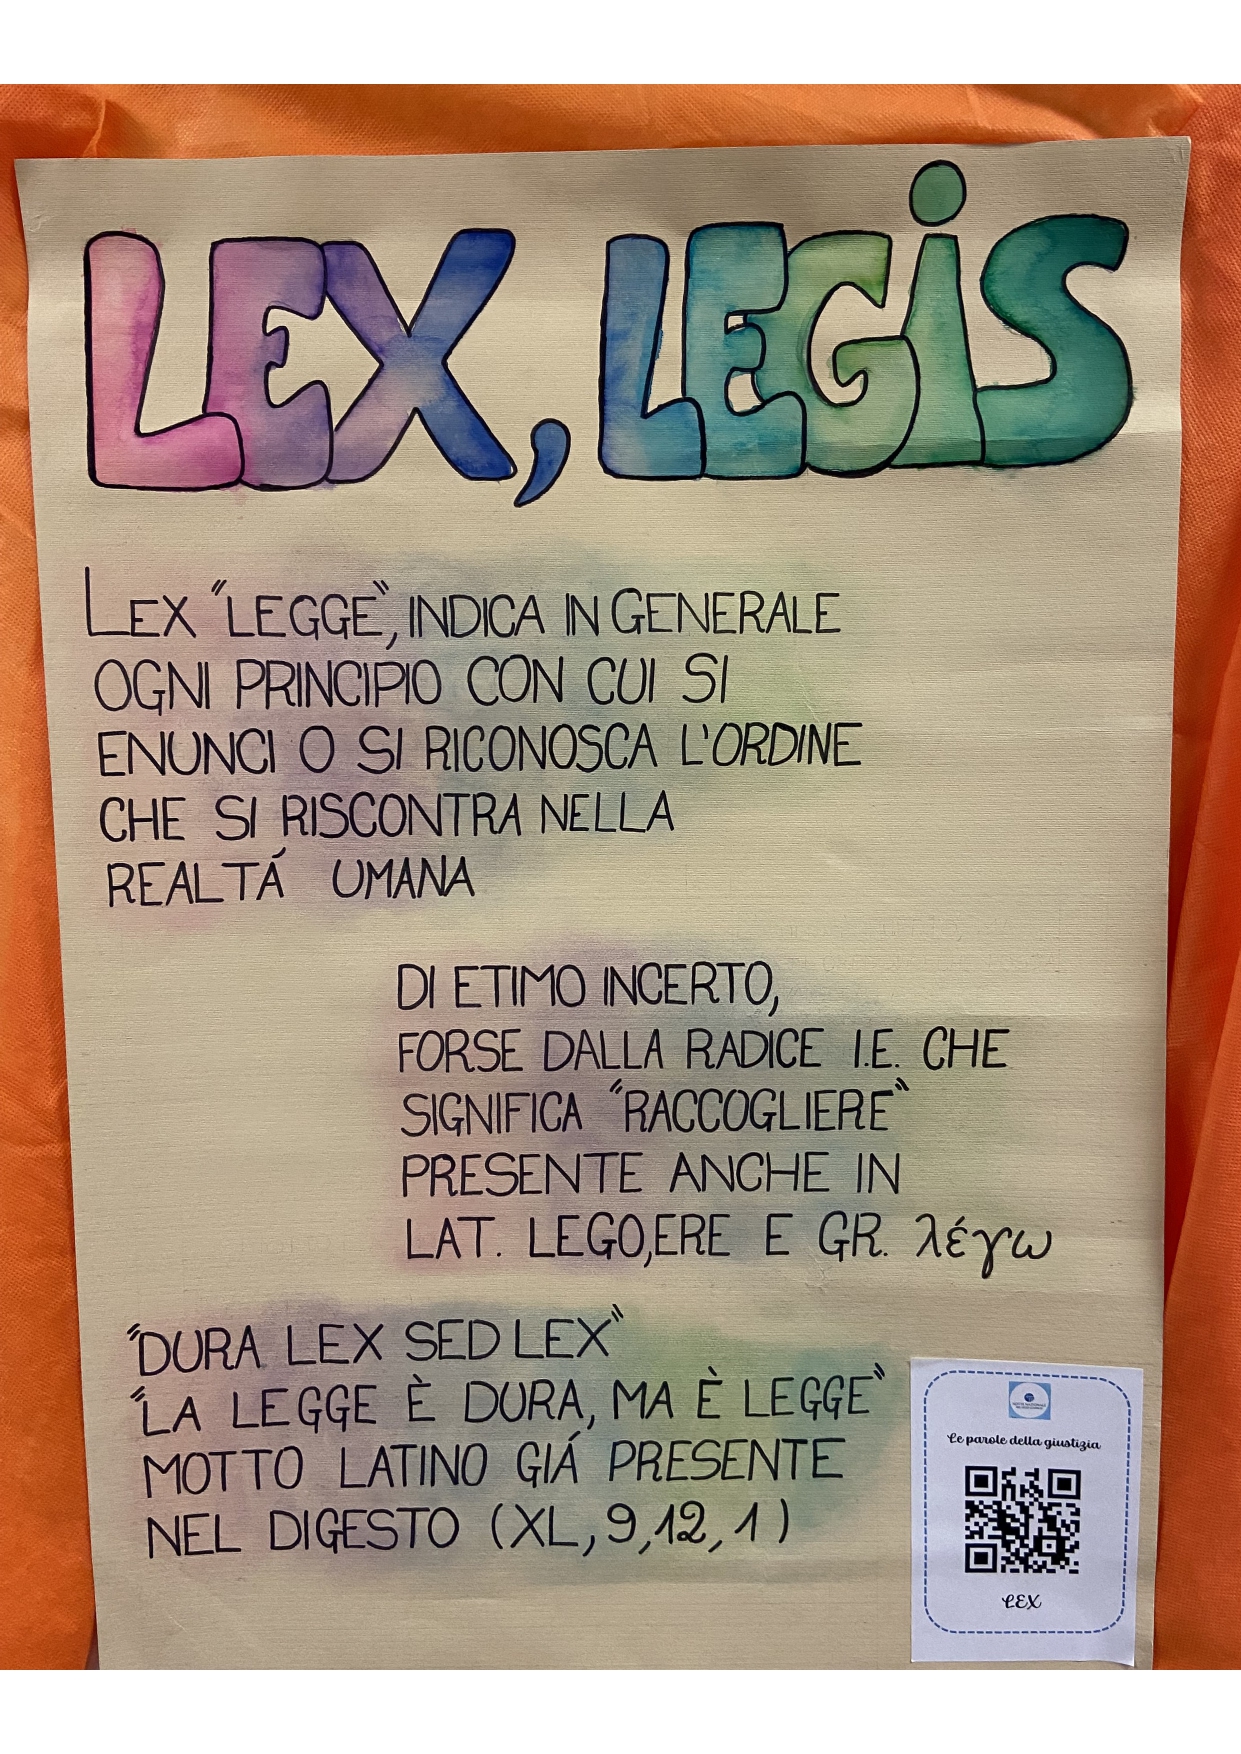 LEX, LEGiS
LEX "LEGGE", INDICA IN GENERALE
OGNI PRINCIPIO CON CUI SI
ENUNCI O SI RICONOSCA L'ORDINE
CHE SI RISCONTRA NELLA
REALTÁ UMANA
DI ETIMO INCERTO,
FORSE DALLA RADICE I.E. CHE
SIGNIFICA "RACCOGLIERE"
PRESENTE ANCHE IN
LAT. LEGO,ERE E GR. λέγω
"DURA LEX SED LEX"
"LA LEGGE È DURA, MA È LEGGE"
MOTTO LATINO GIÁ PRESENTE
NEL DIGESTO (XL, 9,12, 1)
Le parole della giustizia
LEX